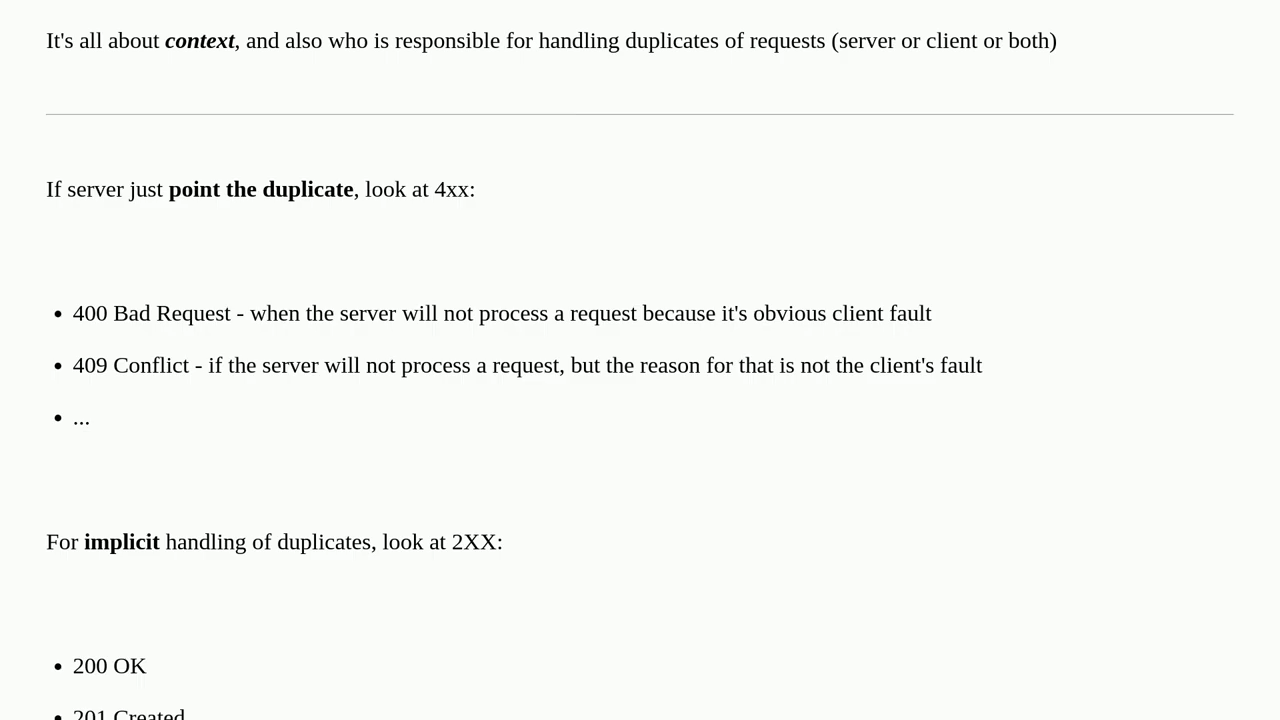 It's all about context, and also who is responsible for handling duplicates of requests (server or client or both)
If server just point the duplicate, look at 4xx:
• 400 Bad Request - when the server will not process a request because it's obvious client fault
• 409 Conflict - if the server will not process a request, but the reason for that is not the client's fault
• ...
For implicit handling of duplicates, look at 2XX:
• 200 OK
• 201 Created